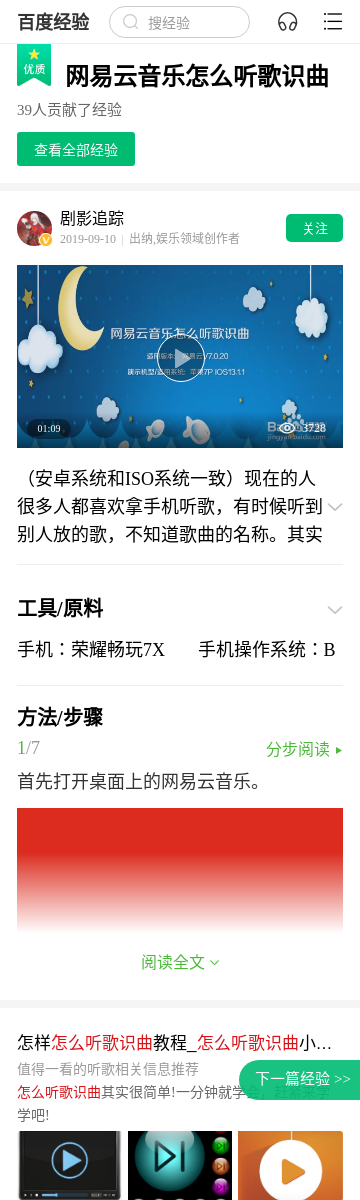 百度经验
搜经验
优质
网易云音乐怎么听歌识曲
39人贡献了经验
查看全部经验
剧影追踪
2019-09-10 | 出纳,娱乐领域创作者
关注
网易云音乐怎么听歌识曲
适用版本：网易云V7.0.20
演示机型/适用系统：苹果7P IOS13.1.1
01:09
3728
（安卓系统和ISO系统一致）现在的人
很多人都喜欢拿手机听歌，有时候听到
别人放的歌，不知道歌曲的名称。其实
工具/原料
手机：荣耀畅玩7X 手机操作系统：B
方法/步骤
1/7
分步阅读
首先打开桌面上的网易云音乐。
阅读全文
怎样怎么听歌识曲教程_怎么听歌识曲小…
值得一看的听歌相关信息推荐
怎么听歌识曲其实很简单!一分钟就学会，赶紧来学
学吧!
下一篇经验 >>